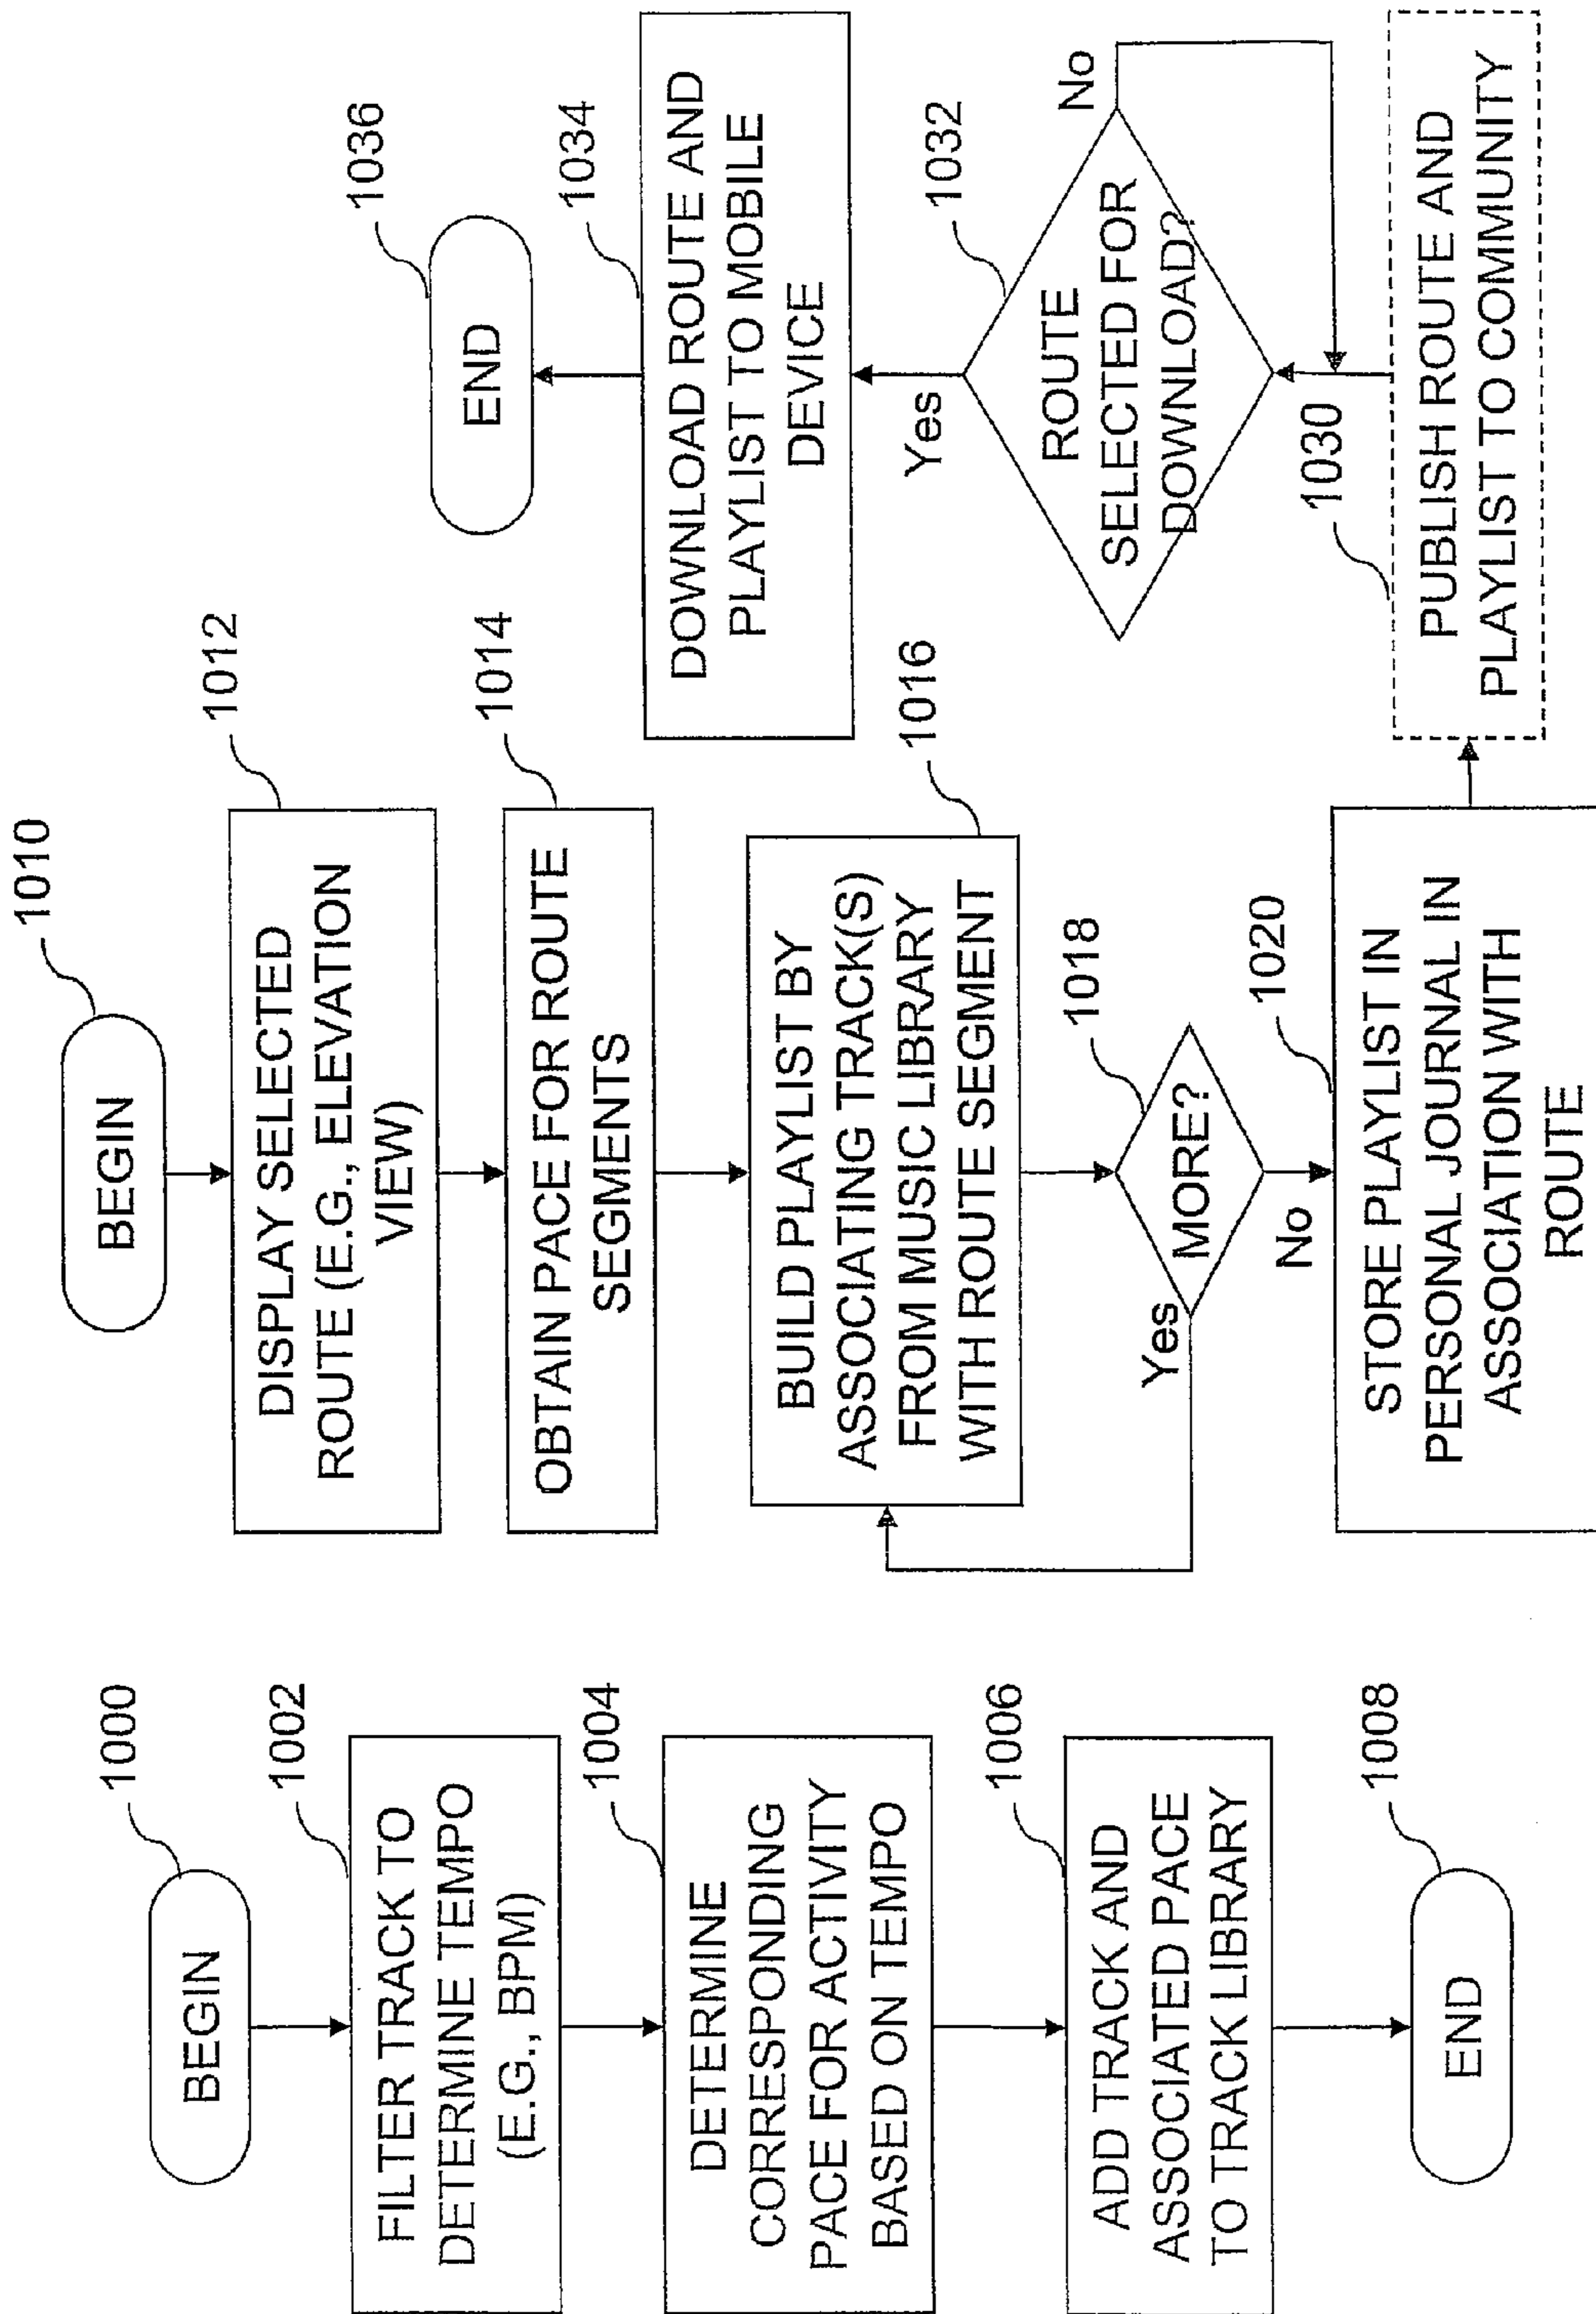 1000
BEGIN
1002
FILTER TRACK TO
DETERMINE TEMPO
(E.G., BPM)
1004
DETERMINE
CORRESPONDING
PACE FOR ACTIVITY
BASED ON TEMPO
1006
ADD TRACK AND
ASSOCIATED PACE
TO TRACK LIBRARY
1008
END
1010
BEGIN
1012
DISPLAY SELECTED
ROUTE (E.G., ELEVATION
VIEW)
1014
OBTAIN PACE FOR ROUTE
SEGMENTS
1016
BUILD PLAYLIST BY
ASSOCIATING TRACK(S)
FROM MUSIC LIBRARY
WITH ROUTE SEGMENT
1018
MORE?
Yes
No
1020
STORE PLAYLIST IN
PERSONAL JOURNAL IN
ASSOCIATION WITH
ROUTE
1036
END
1034
DOWNLOAD ROUTE AND
PLAYLIST TO MOBILE
DEVICE
Yes
1032
ROUTE
SELECTED FOR
DOWNLOAD?
No
1030
PUBLISH ROUTE AND
PLAYLIST TO COMMUNITY